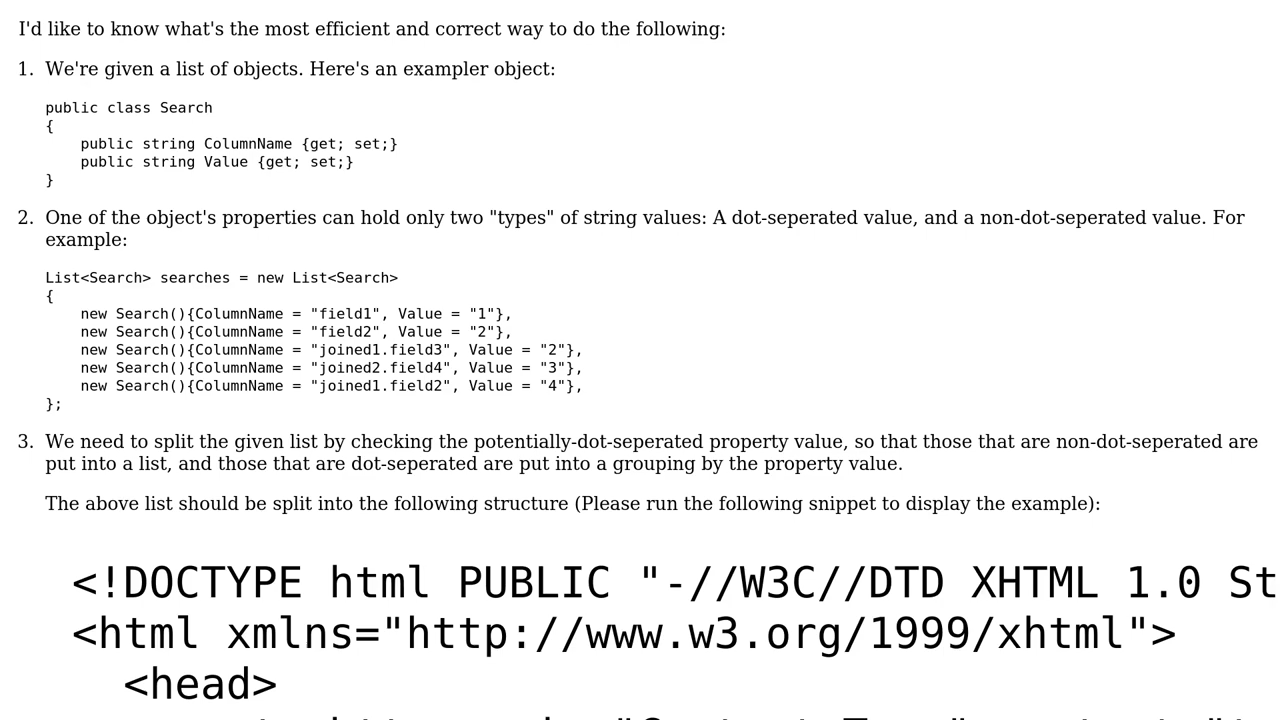 I'd like to know what's the most efficient and correct way to do the following:
1. We're given a list of objects. Here's an exampler object:
public class Search
{
    public string ColumnName {get; set;}
    public string Value {get; set;}
}
2. One of the object's properties can hold only two "types" of string values: A dot-seperated value, and a non-dot-seperated value. For
example:
List<Search> searches = new List<Search>
{
    new Search(){ColumnName = "field1", Value = "1"},
    new Search(){ColumnName = "field2", Value = "2"},
    new Search(){ColumnName = "joined1.field3", Value = "2"},
    new Search(){ColumnName = "joined2.field4", Value = "3"},
    new Search(){ColumnName = "joined1.field2", Value = "4"},
};
3. We need to split the given list by checking the potentially-dot-seperated property value, so that those that are non-dot-seperated are
put into a list, and those that are dot-seperated are put into a grouping by the property value.
The above list should be split into the following structure (Please run the following snippet to display the example):
<!DOCTYPE html PUBLIC "-//W3C//DTD XHTML 1.0 St
<html xmlns="http://www.w3.org/1999/xhtml">
  <head>